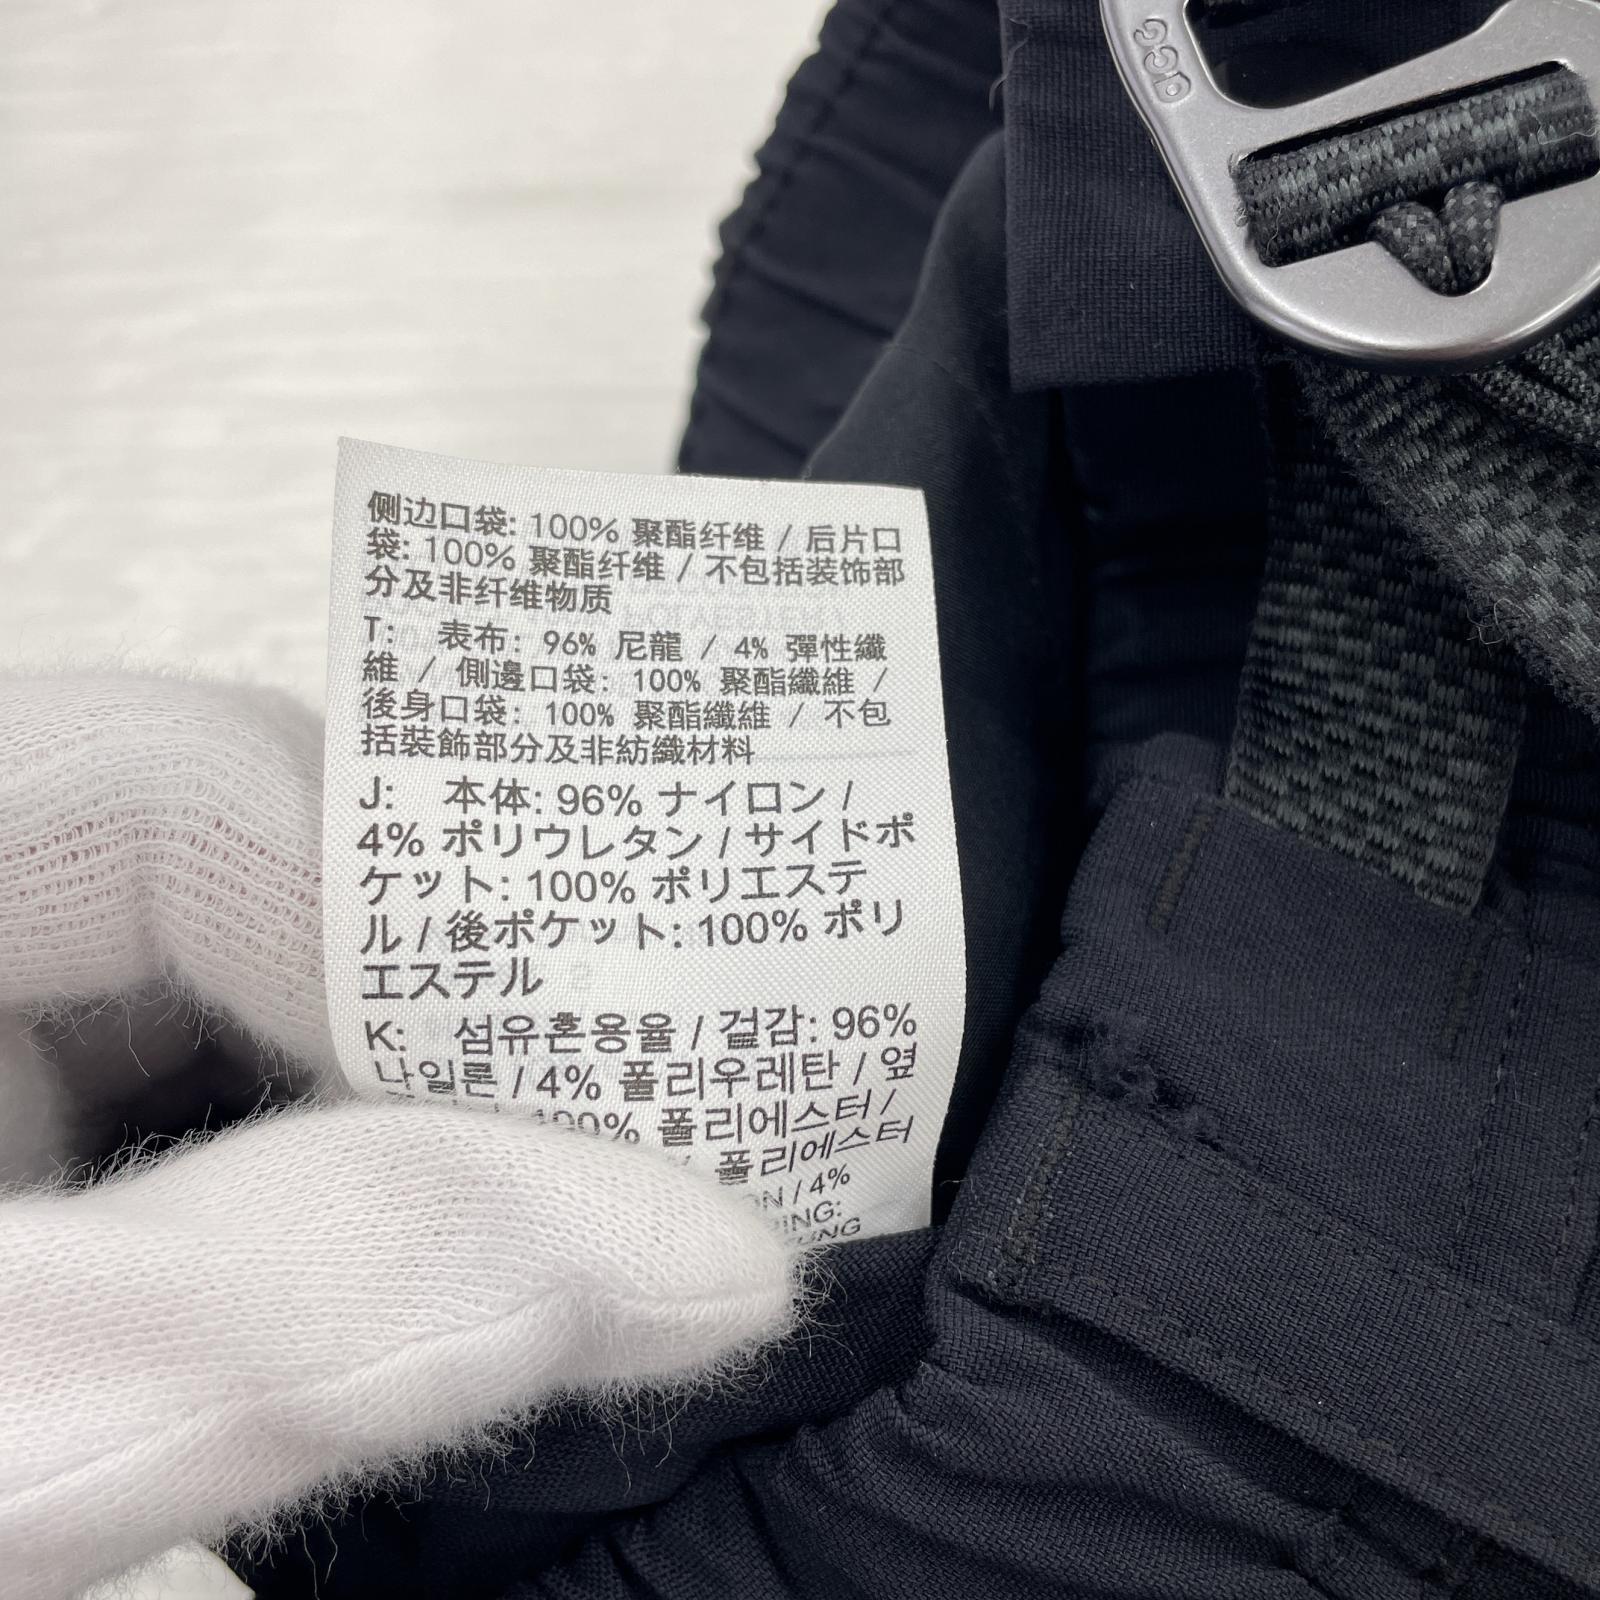 acg
侧边口袋: 100% 聚酯纤维 / 后片口
袋: 100% 聚酯纤维 / 不包括装饰部
分及非纤维物质
T: 表布: 96% 尼龍 / 4% 彈性纖
維 / 側邊口袋: 100% 聚酯纖維 /
後身口袋: 100% 聚酯纖維 / 不包
括裝飾部分及非紡織材料
J: 本体: 96% ナイロン /
4% ポリウレタン / サイドポ
ケット: 100% ポリエステ
ル / 後ポケット: 100% ポリ
エステル
K: 섬유혼용율 / 겉감: 96%
나일론 / 4% 폴리우레탄 / 옆
100% 폴리에스터 /
폴리에스터
/ 4%